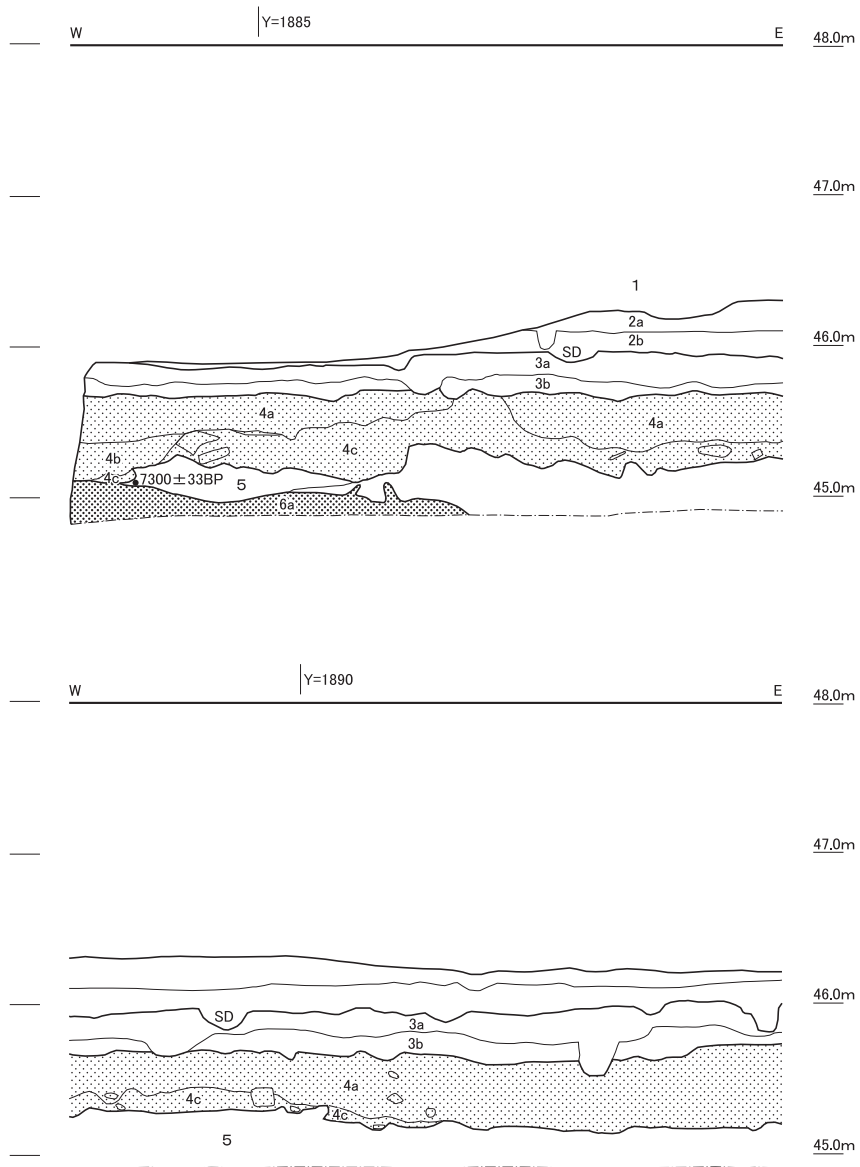 Y=1885
W E 48.0m
47.0m
1
2a
46.0m
2b
SD
3a
3b
4a 4a
4c
4b
4c 7300±33BP 5 45.0m
6a
Y=1890
W E 48.0m
47.0m
46.0m
SD 3a
3b
4a
4c 4c
5 45.0m